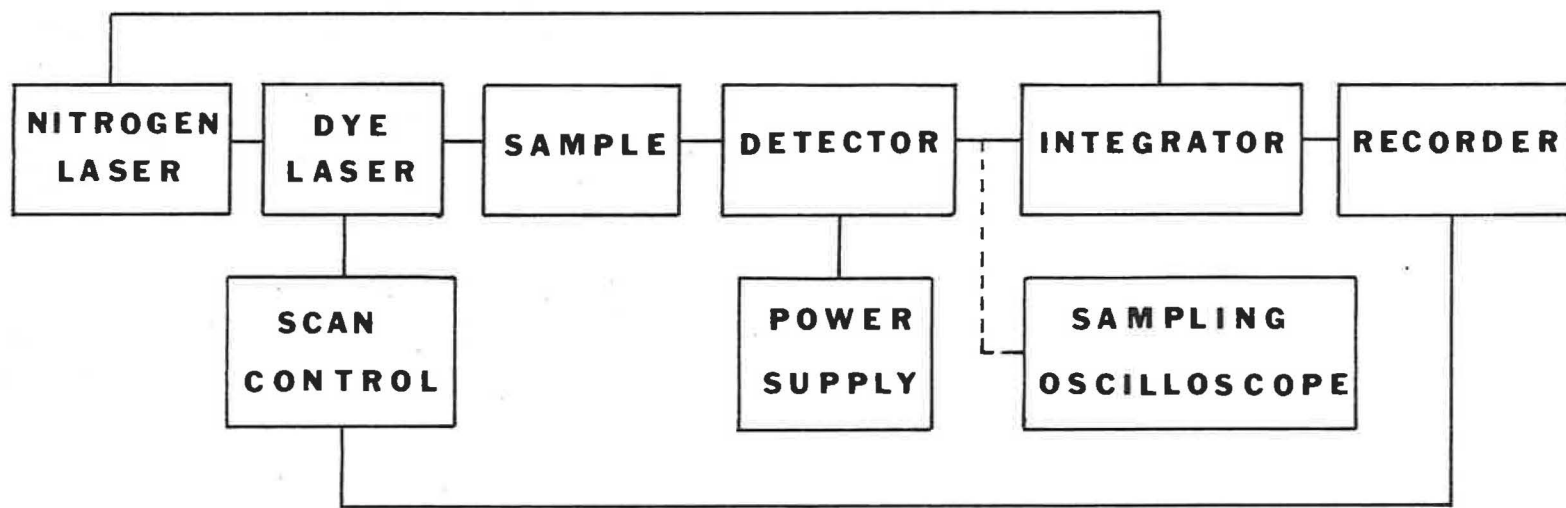 NITROGEN
LASER
DYE
LASER
SAMPLE
DETECTOR
INTEGRATOR
RECORDER
SCAN
CONTROL
POWER
SUPPLY
SAMPLING
OSCILLOSCOPE